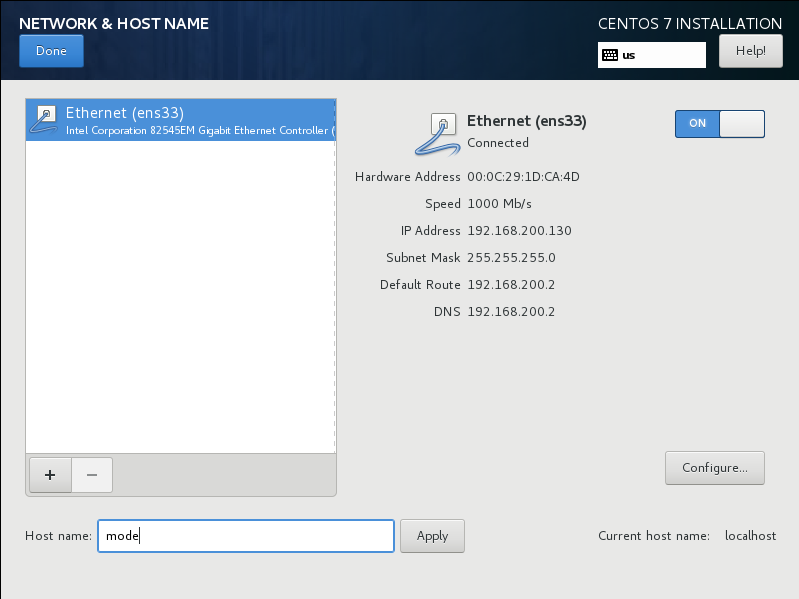 NETWORK & HOST NAME
CENTOS 7 INSTALLATION
Done
us
Help!
Ethernet (ens33)
Intel Corporation 82545EM Gigabit Ethernet Controller (
Ethernet (ens33)
Connected
ON
Hardware Address 00:0C:29:1D:CA:4D
Speed 1000 Mb/s
IP Address 192.168.200.130
Subnet Mask 255.255.255.0
Default Route 192.168.200.2
DNS 192.168.200.2
+ −
Configure...
Host name: mode Apply Current host name: localhost